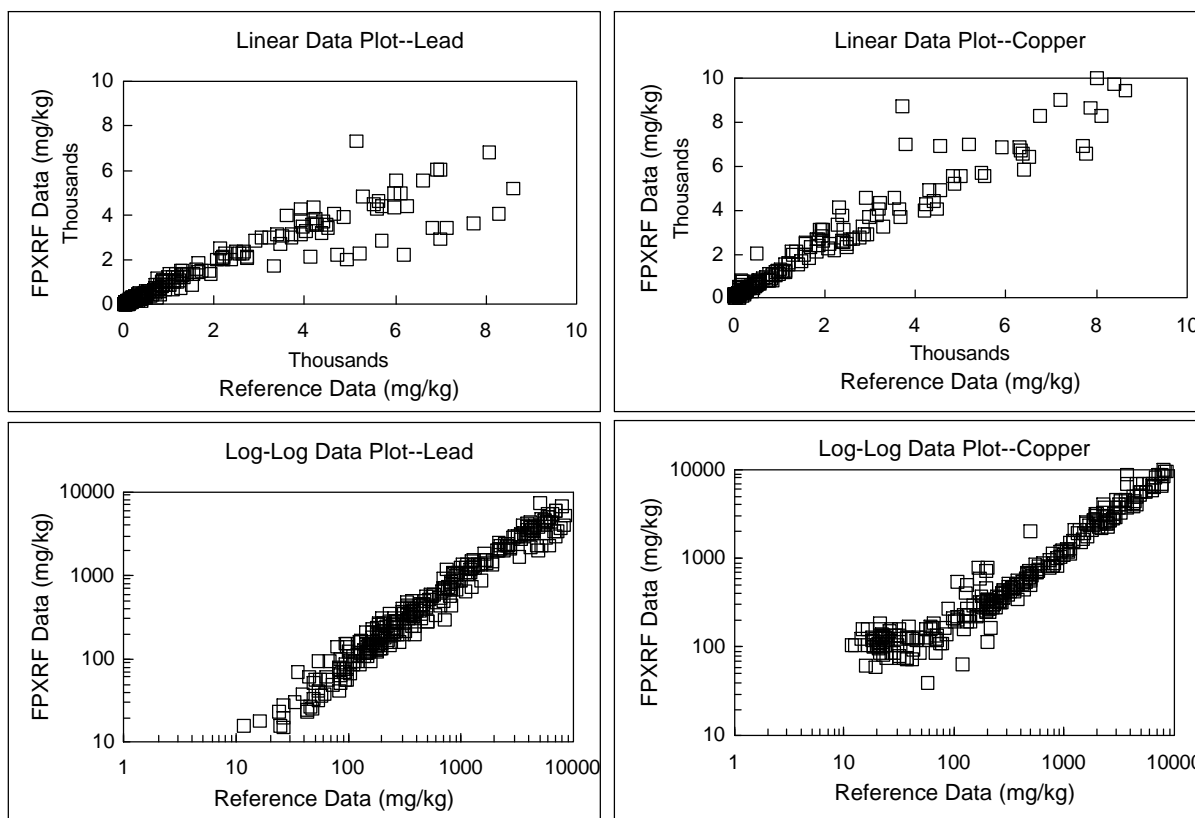 Linear Data Plot--Lead
FPXRF Data (mg/kg)
Thousands
10
8
6
4
2
0
0 2 4 6 8 10
Thousands
Reference Data (mg/kg)
Linear Data Plot--Copper
FPXRF Data (mg/kg)
Thousands
10
8
6
4
2
0
0 2 4 6 8 10
Thousands
Reference Data (mg/kg)
Log-Log Data Plot--Lead
FPXRF Data (mg/kg)
10000
1000
100
10
1 10 100 1000 10000
Reference Data (mg/kg)
Log-Log Data Plot--Copper
FPXRF Data (mg/kg)
10000
1000
100
10
1 10 100 1000 10000
Reference Data (mg/kg)